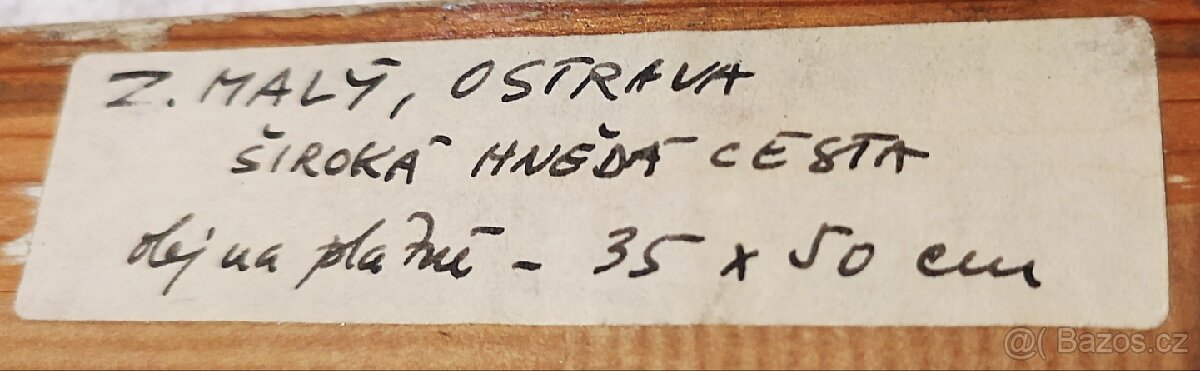 Z. MALÝ, OSTRAVA
ŠIROKÁ HNĚDÁ CESTA
olej na plátně - 35 x 50 cm
@( Bazos.cz